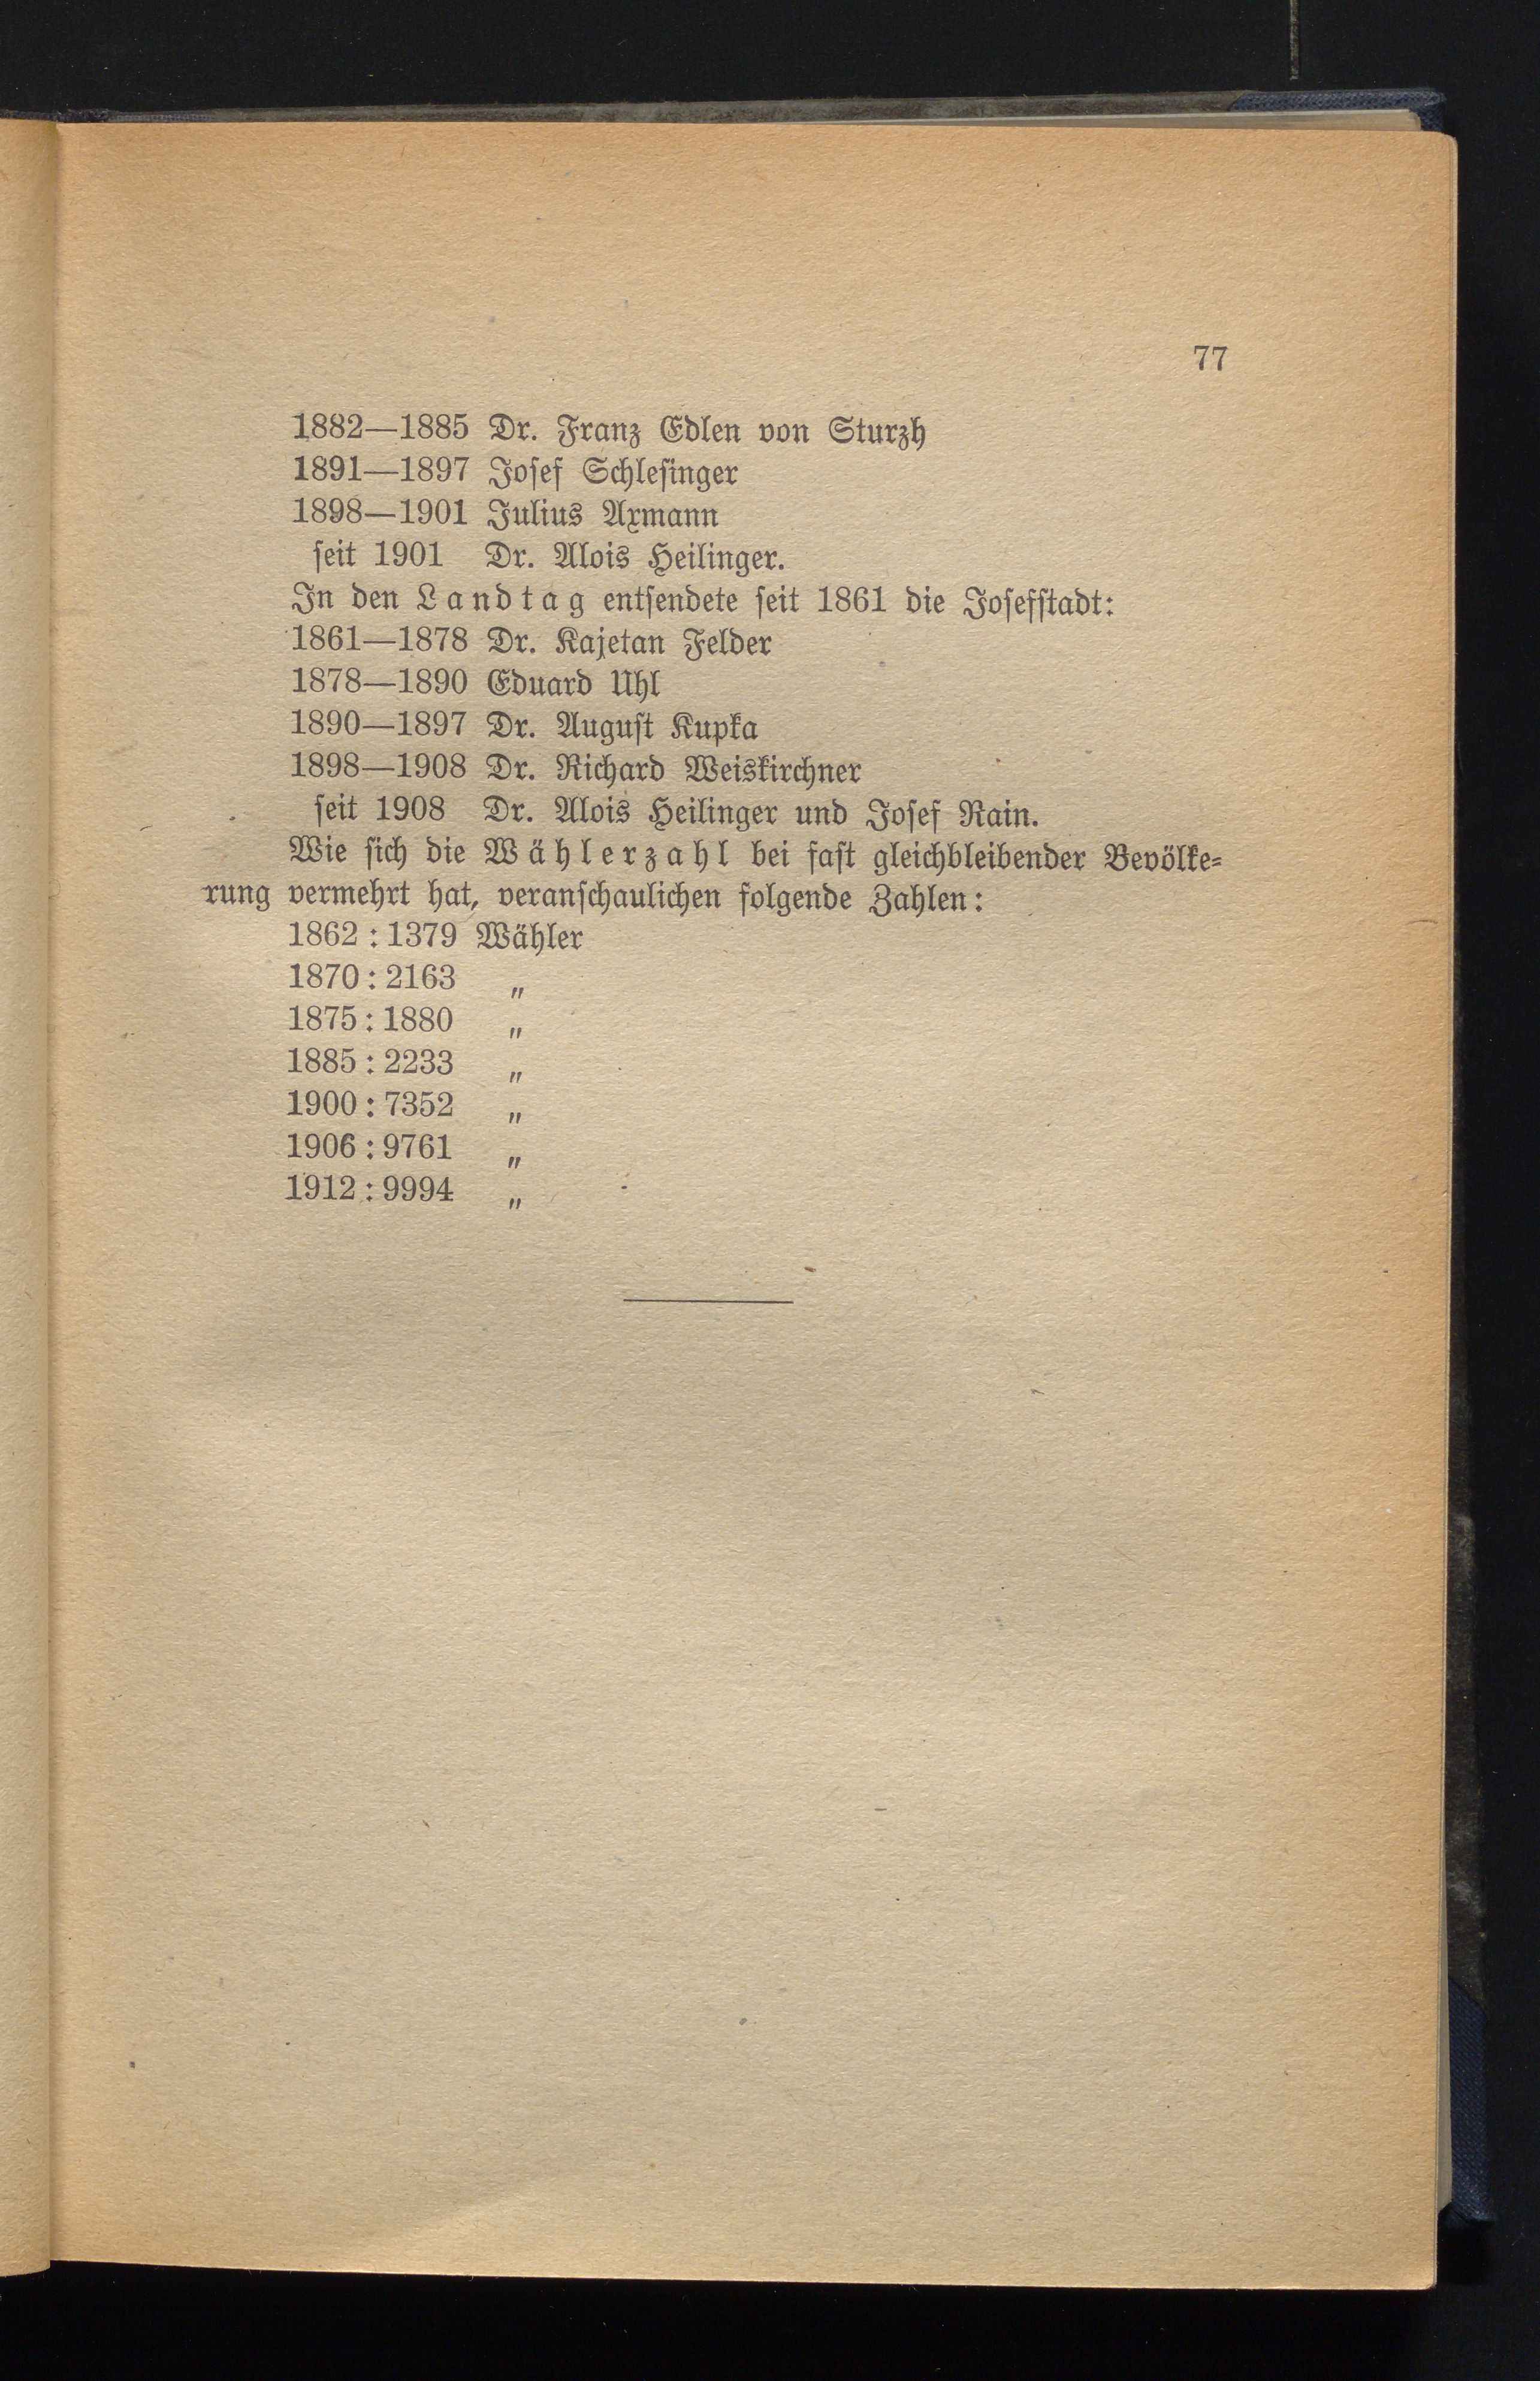 77
1882—1885 Dr. Franz Edlen von Sturzh
1891—1897 Josef Schlesinger
1898—1901 Julius Axmann
seit 1901 Dr. Alois Heilinger.
In den Landtag entsendete seit 1861 die Josefstadt:
1861—1878 Dr. Kajetan Felder
1878—1890 Eduard Uhl
1890—1897 Dr. August Kupka
1898—1908 Dr. Richard Weiskirchner
seit 1908 Dr. Alois Heilinger und Josef Rain.
Wie sich die Wählerzahl bei fast gleichbleibender Bevölke-
rung vermehrt hat, veranschaulichen folgende Zahlen:
1862 : 1379 Wähler
1870 : 2163 „
1875 : 1880 „
1885 : 2233 „
1900 : 7352 „
1906 : 9761 „
1912 : 9994 „